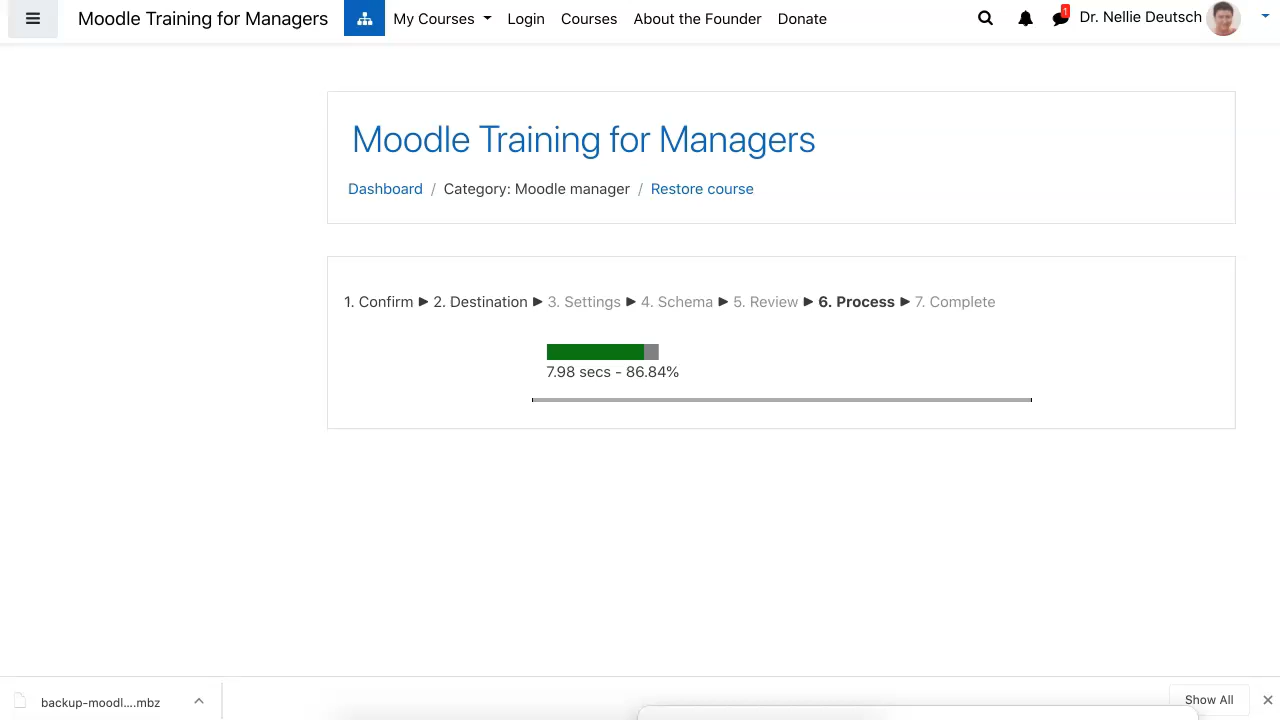 Moodle Training for Managers My Courses Login Courses About the Founder Donate 1 Dr. Nellie Deutsch
Moodle Training for Managers
Dashboard / Category: Moodle manager / Restore course
1. Confirm ► 2. Destination ► 3. Settings ► 4. Schema ► 5. Review ► 6. Process ► 7. Complete
7.98 secs - 86.84%
backup-moodl....mbz Show All